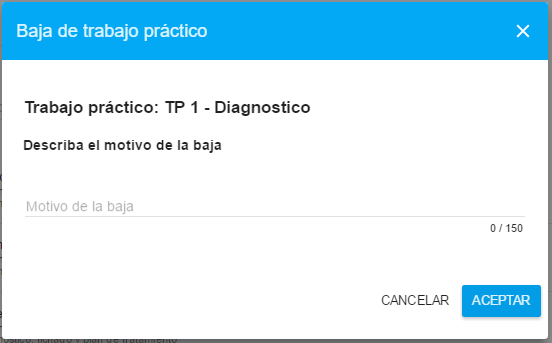 Baja de trabajo práctico
Trabajo práctico: TP 1 - Diagnostico
Describa el motivo de la baja
Motivo de la baja
0 / 150
CANCELAR ACEPTAR